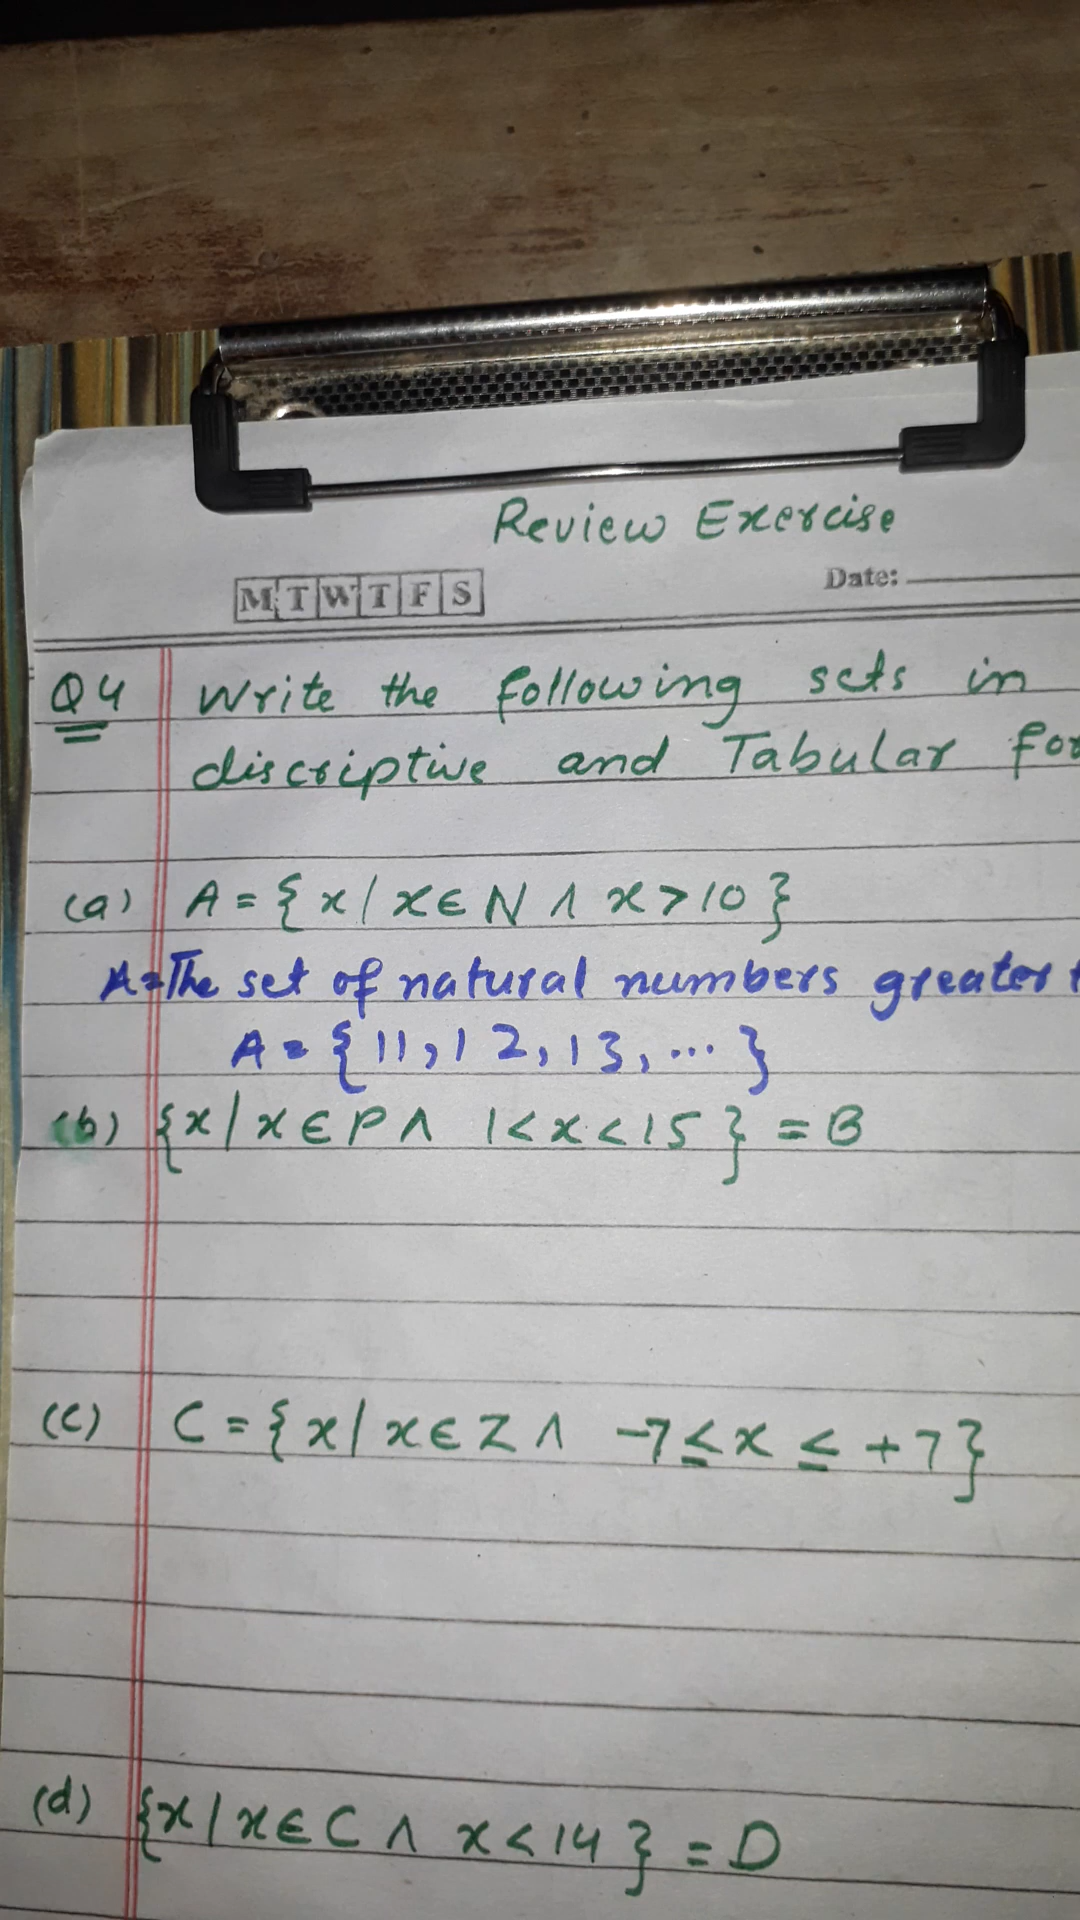 Review Exercise
M T W T F S
Date:
Q4 Write the following sets in
discriptive and Tabular for
(a) A = { x / x ∈ N ∧ x > 10 }
A = The set of natural numbers greater
A = { 11, 12, 13, ... }
(b) { x / x ∈ P ∧ 1 < x < 15 } = B
(c) C = { x / x ∈ Z ∧ -7 ≤ x ≤ +7 }
(d) { x / x ∈ C ∧ x < 14 } = D